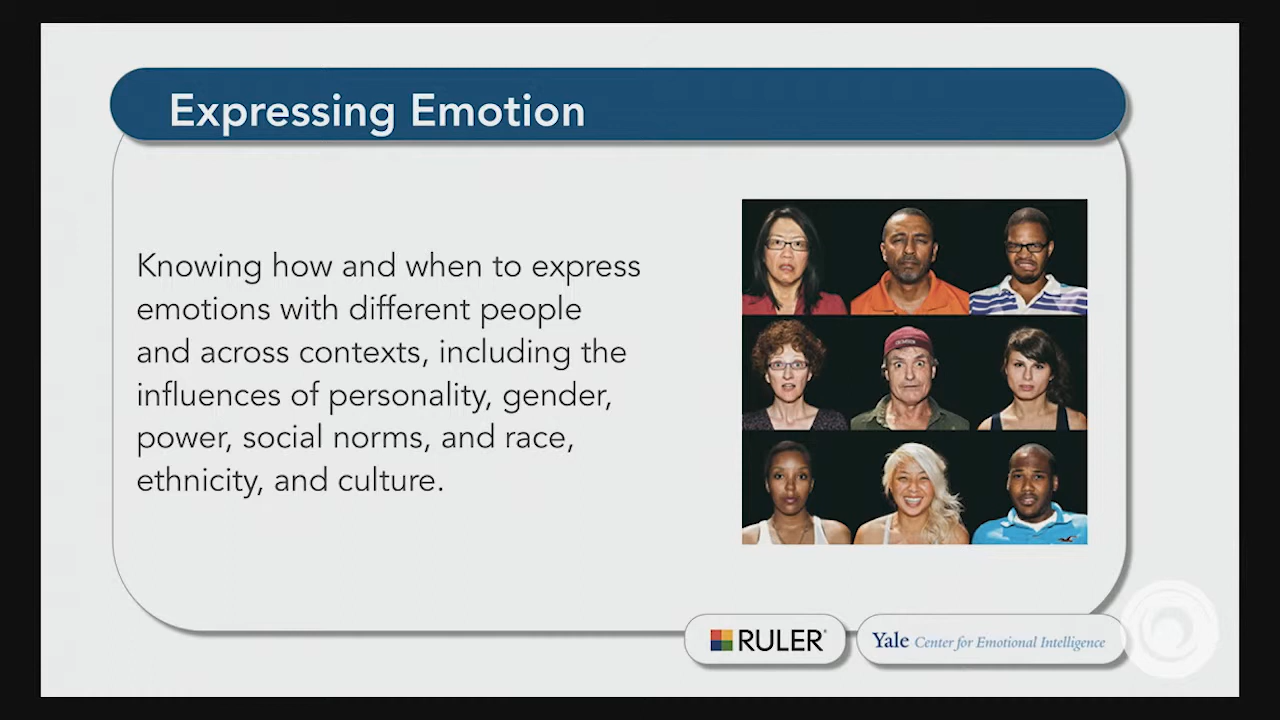 Expressing Emotion
Knowing how and when to express
emotions with different people
and across contexts, including the
influences of personality, gender,
power, social norms, and race,
ethnicity, and culture.
RULER®
Yale Center for Emotional Intelligence